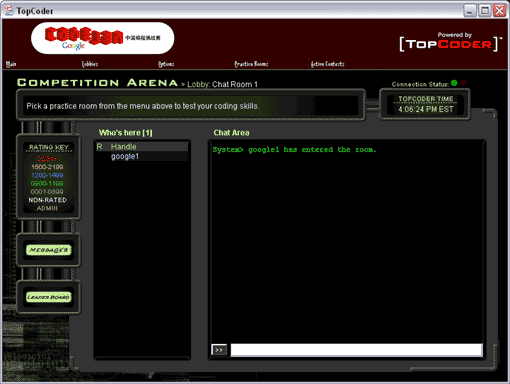 TopCoder
CODE JAM
Google
中国编程挑战赛
Powered by
[TOPCODER]™
Main
Lobbies
Options
Practice Rooms
Active Contests
COMPETITION ARENA > Lobby: Chat Room 1
Connection Status:
Pick a practice room from the menu above to test your coding skills.
TOPCODER TIME
4:06:24 PM EST
Who's here [1]
Chat Area
RATING KEY
1500-2199
1200-1499
0900-1199
0001-0899
NON-RATED
ADMIN
R Handle
google1
System> google1 has entered the room.
MESSAGES
LEADER BOARD
>>